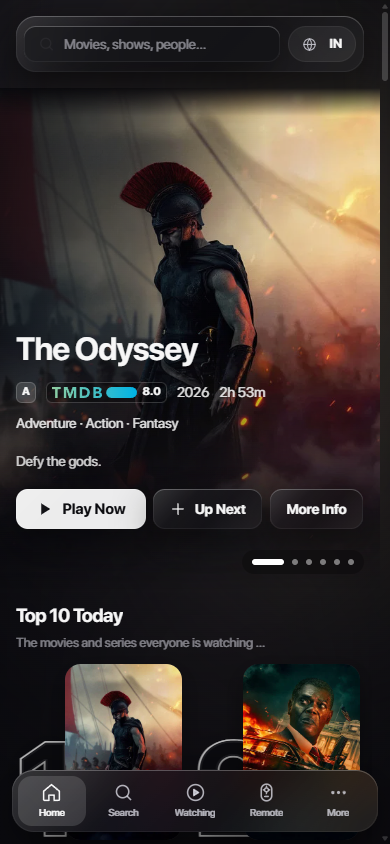 Movies, shows, people...
IN
The Odyssey
A TMDB 8.0 2026 2h 53m
Adventure · Action · Fantasy
Defy the gods.
Play Now
Up Next
More Info
Top 10 Today
The movies and series everyone is watching ...
1 2
Home
Search
Watching
Remote
More